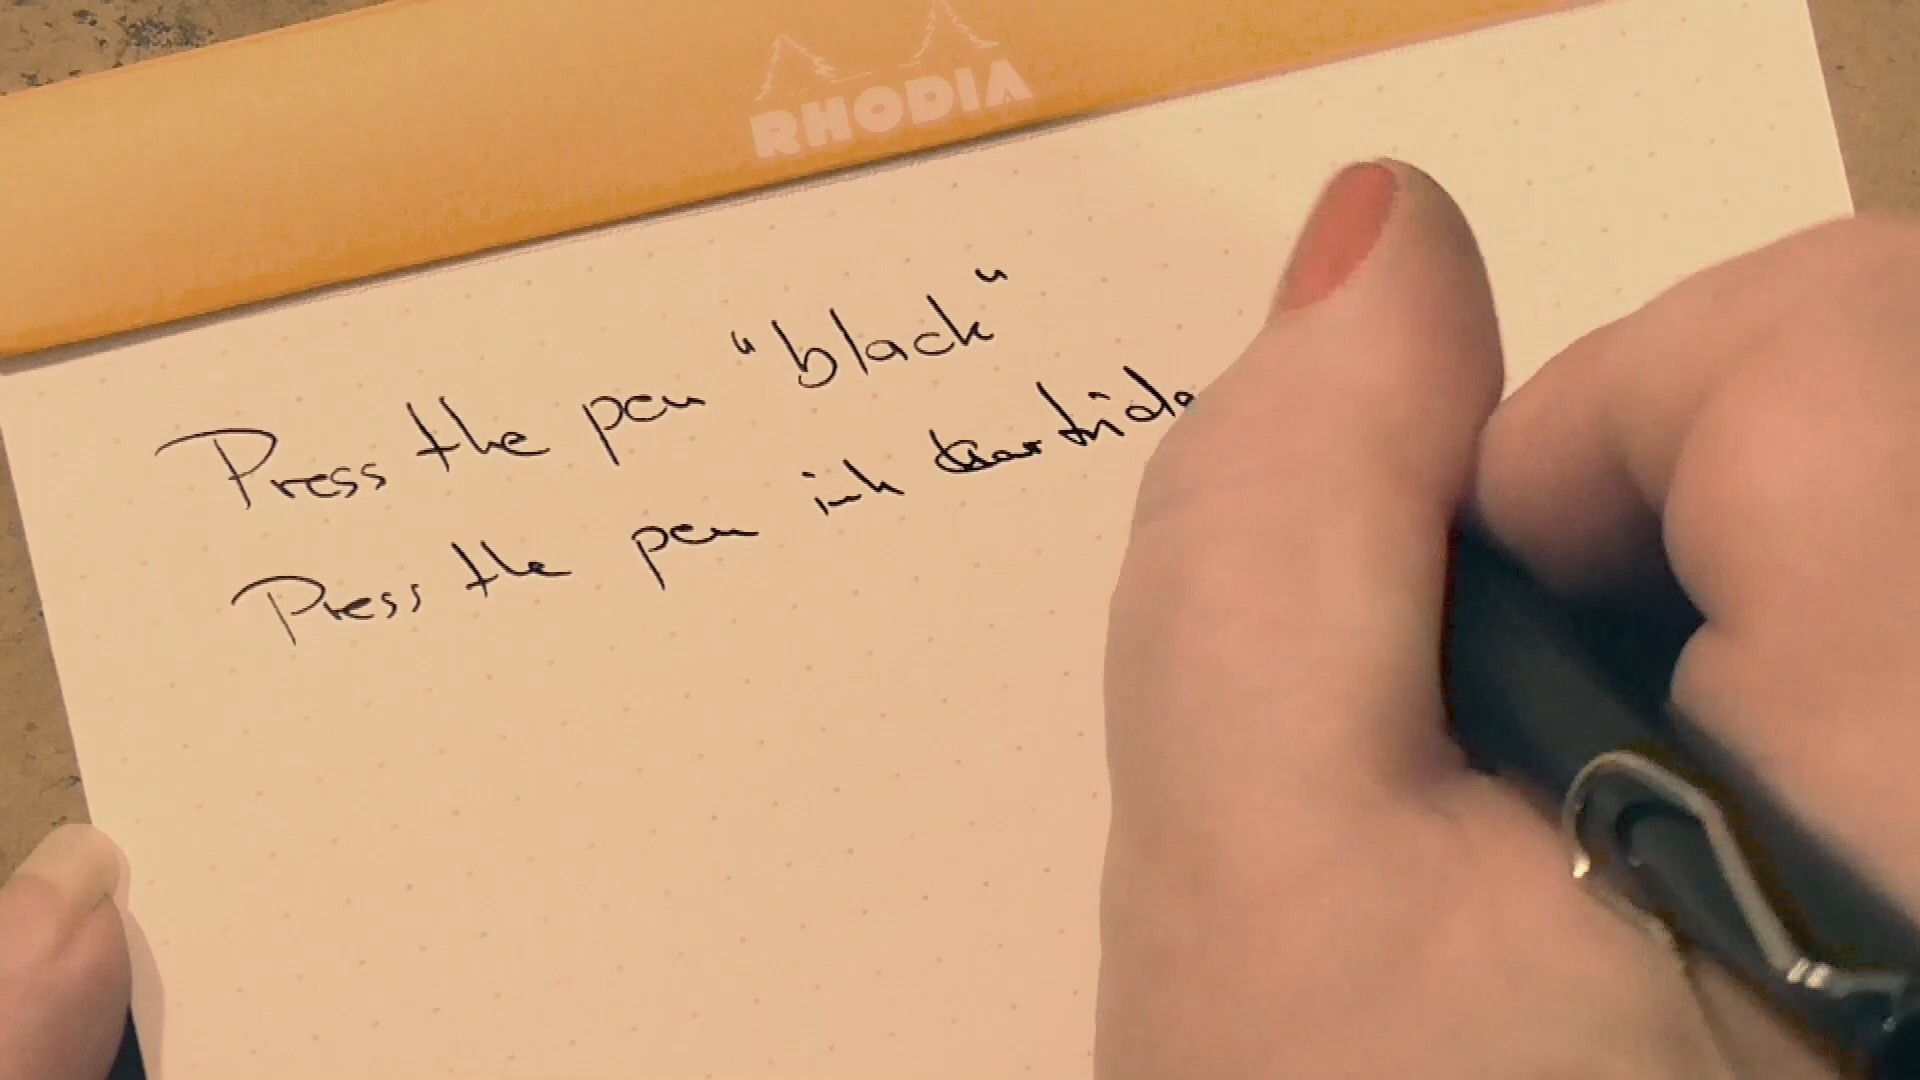 RHODIA
Press the pen "black"
Press the pen ink